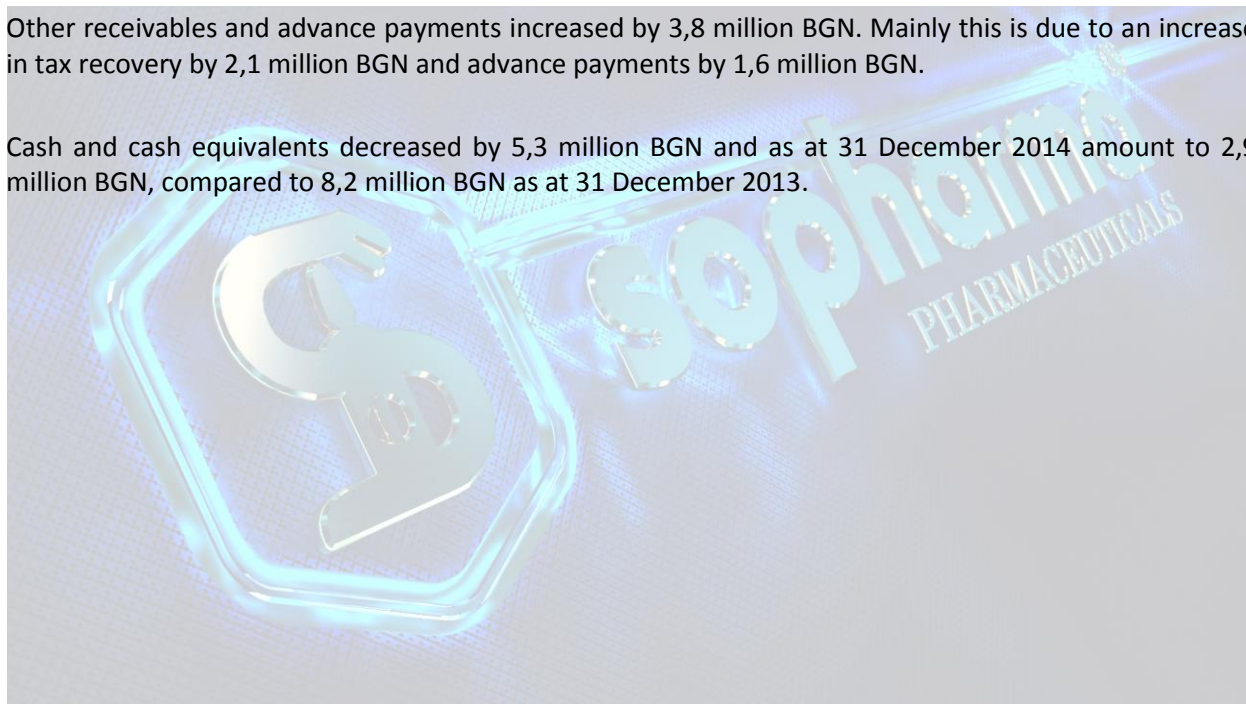 Other receivables and advance payments increased by 3,8 million BGN. Mainly this is due to an increase
in tax recovery by 2,1 million BGN and advance payments by 1,6 million BGN.
Cash and cash equivalents decreased by 5,3 million BGN and as at 31 December 2014 amount to 2,9
million BGN, compared to 8,2 million BGN as at 31 December 2013.
sopharma
PHARMACEUTICALS